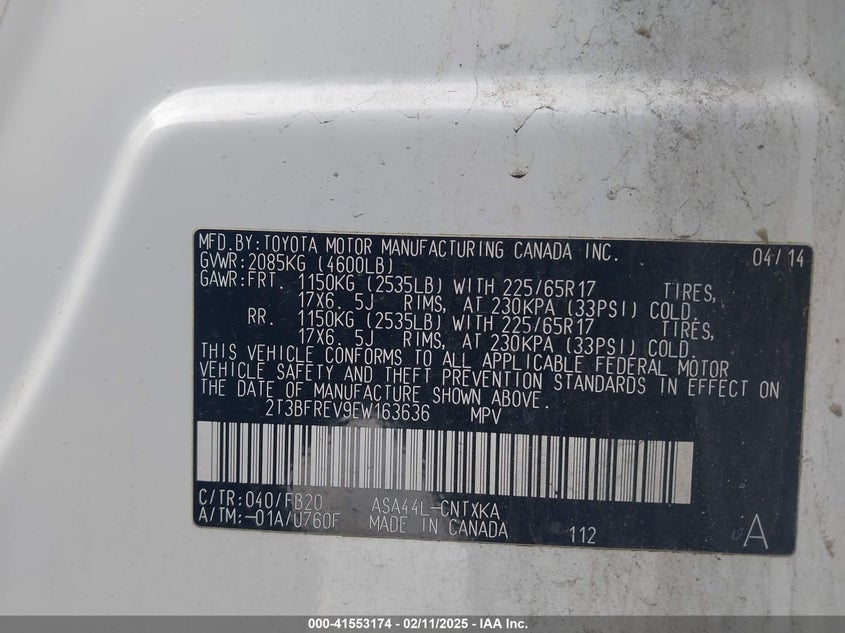 MFD. BY: TOYOTA MOTOR MANUFACTURING CANADA INC. 04/14
GVWR: 2085KG (4600LB)
GAWR: FRT. 1150KG (2535LB) WITH 225/65R17 TIRES,
17X6. 5J RIMS, AT 230KPA (33PSI) COLD.
RR. 1150KG (2535LB) WITH 225/65R17 TIRES,
17X6. 5J RIMS, AT 230KPA (33PSI) COLD.
THIS VEHICLE CONFORMS TO ALL APPLICABLE FEDERAL MOTOR
VEHICLE SAFETY AND THEFT PREVENTION STANDARDS IN EFFECT ON
THE DATE OF MANUFACTURE SHOWN ABOVE.
2T3BFREV9EW163636 MPV
C/TR: 040/FB20 ASA44L-CNTXKA
A/TM: -01A/U760F MADE IN CANADA 112 A
000-41553174 - 02/11/2025 - IAA Inc.